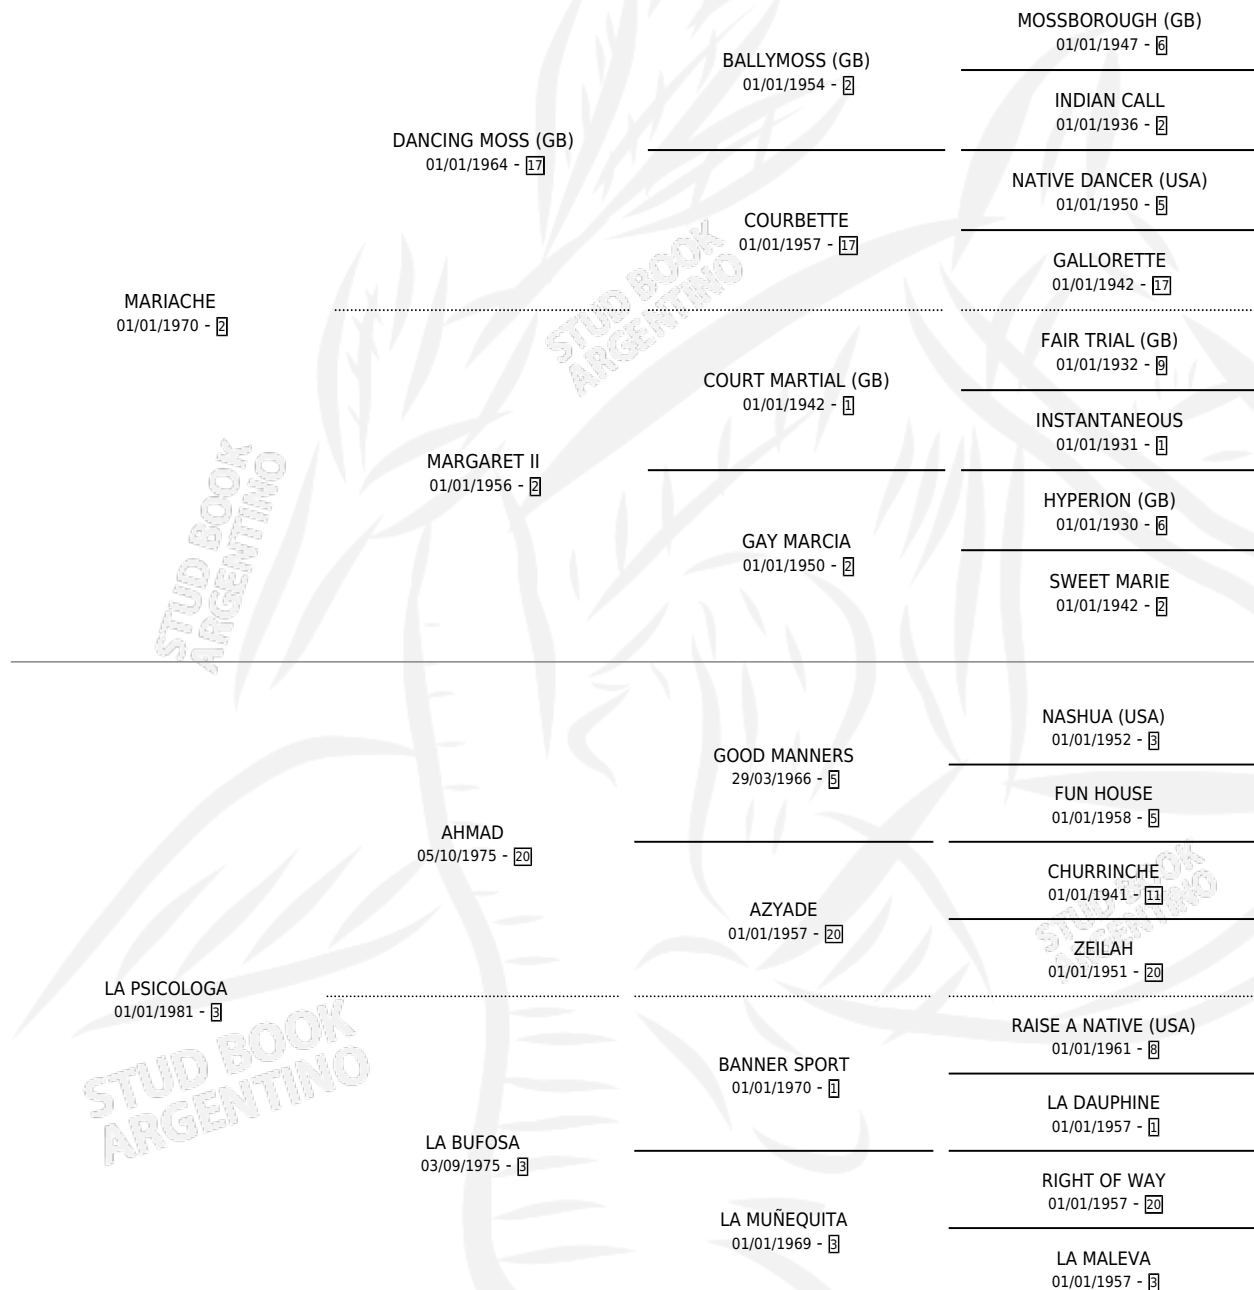 MOSSBOROUGH (GB)
01/01/1947 - 6
BALLYMOSS (GB)
01/01/1954 - 2
INDIAN CALL
01/01/1936 - 2
DANCING MOSS (GB)
01/01/1964 - 17
NATIVE DANCER (USA)
01/01/1950 - 5
COURBETTE
01/01/1957 - 17
GALLORETTE
01/01/1942 - 17
MARIACHE
01/01/1970 - 2
FAIR TRIAL (GB)
01/01/1932 - 9
COURT MARTIAL (GB)
01/01/1942 - 1
INSTANTANEOUS
01/01/1931 - 1
MARGARET II
01/01/1956 - 2
HYPERION (GB)
01/01/1930 - 6
GAY MARCIA
01/01/1950 - 2
SWEET MARIE
01/01/1942 - 2
NASHUA (USA)
01/01/1952 - 3
GOOD MANNERS
29/03/1966 - 5
FUN HOUSE
01/01/1958 - 5
AHMAD
05/10/1975 - 20
CHURRINCHE
01/01/1941 - 11
AZYADE
01/01/1957 - 20
ZEILAH
01/01/1951 - 20
LA PSICOLOGA
01/01/1981 - 3
RAISE A NATIVE (USA)
01/01/1961 - 8
BANNER SPORT
01/01/1970 - 1
LA DAUPHINE
01/01/1957 - 1
LA BUFOSA
03/09/1975 - 3
RIGHT OF WAY
01/01/1957 - 20
LA MUÑEQUITA
01/01/1969 - 3
LA MALEVA
01/01/1957 - 3
STUD BOOK
ARGENTINO
STUD BOOK
ARGENTINO
STUD BOOK
ARGENTINO
STUD BOOK
ARGENTINO